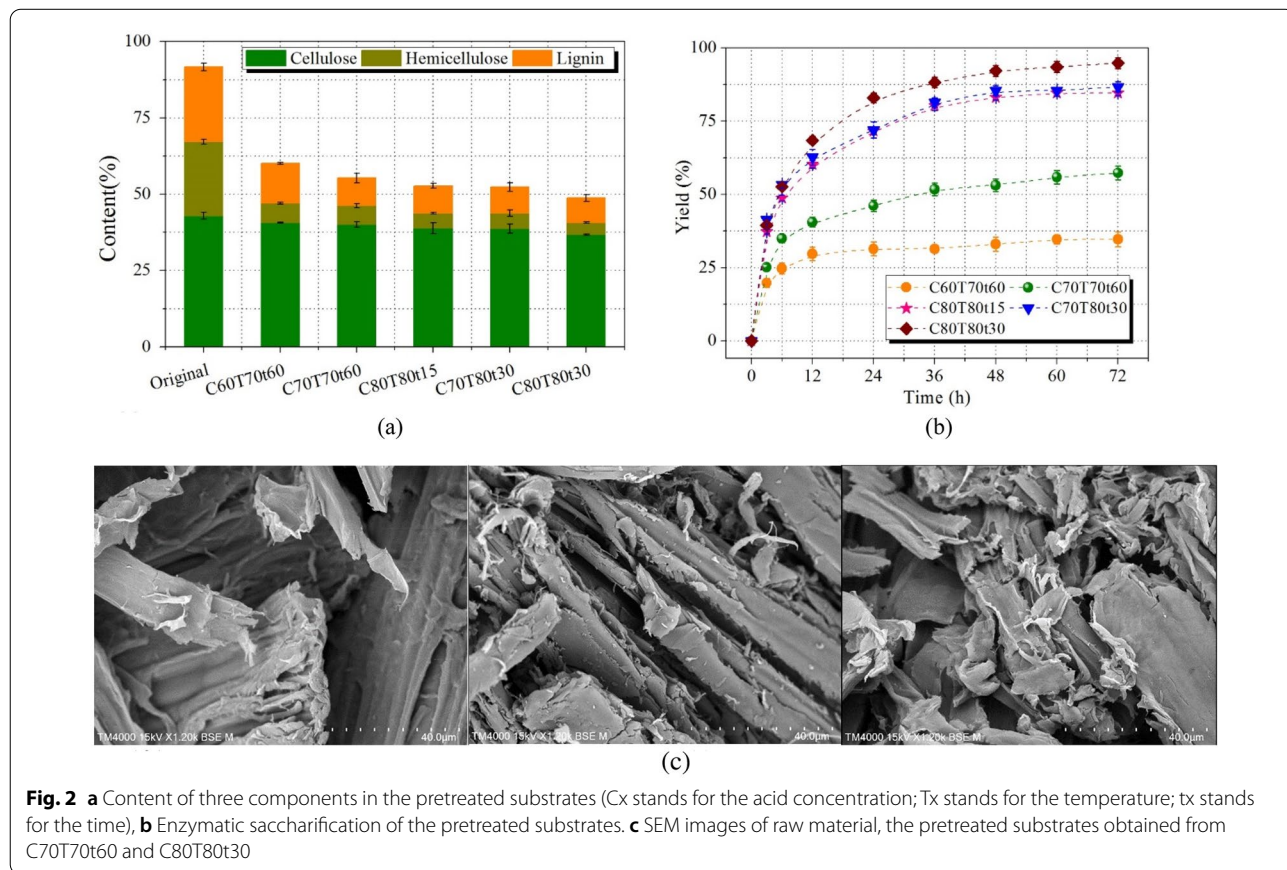 100
75
50
25
0
Content(%)
Cellulose Hemicellulose Lignin
Original C60T70t60 C70T70t60 C80T80t15 C70T80t30 C80T80t30
(a)
100
75
50
25
0
Yield (%)
C60T70t60 C70T70t60
C80T80t15 C70T80t30
C80T80t30
0 12 24 36 48 60 72
Time (h)
(b)
TM4000 15kV X1.20k BSE M 40.0μm
TM4000 15kV X1.20k BSE M 40.0μm
TM4000 15kV X1.20k BSE M 40.0μm
(c)
Fig. 2 a Content of three components in the pretreated substrates (Cx stands for the acid concentration; Tx stands for the temperature; tx stands
for the time), b Enzymatic saccharification of the pretreated substrates. c SEM images of raw material, the pretreated substrates obtained from
C70T70t60 and C80T80t30